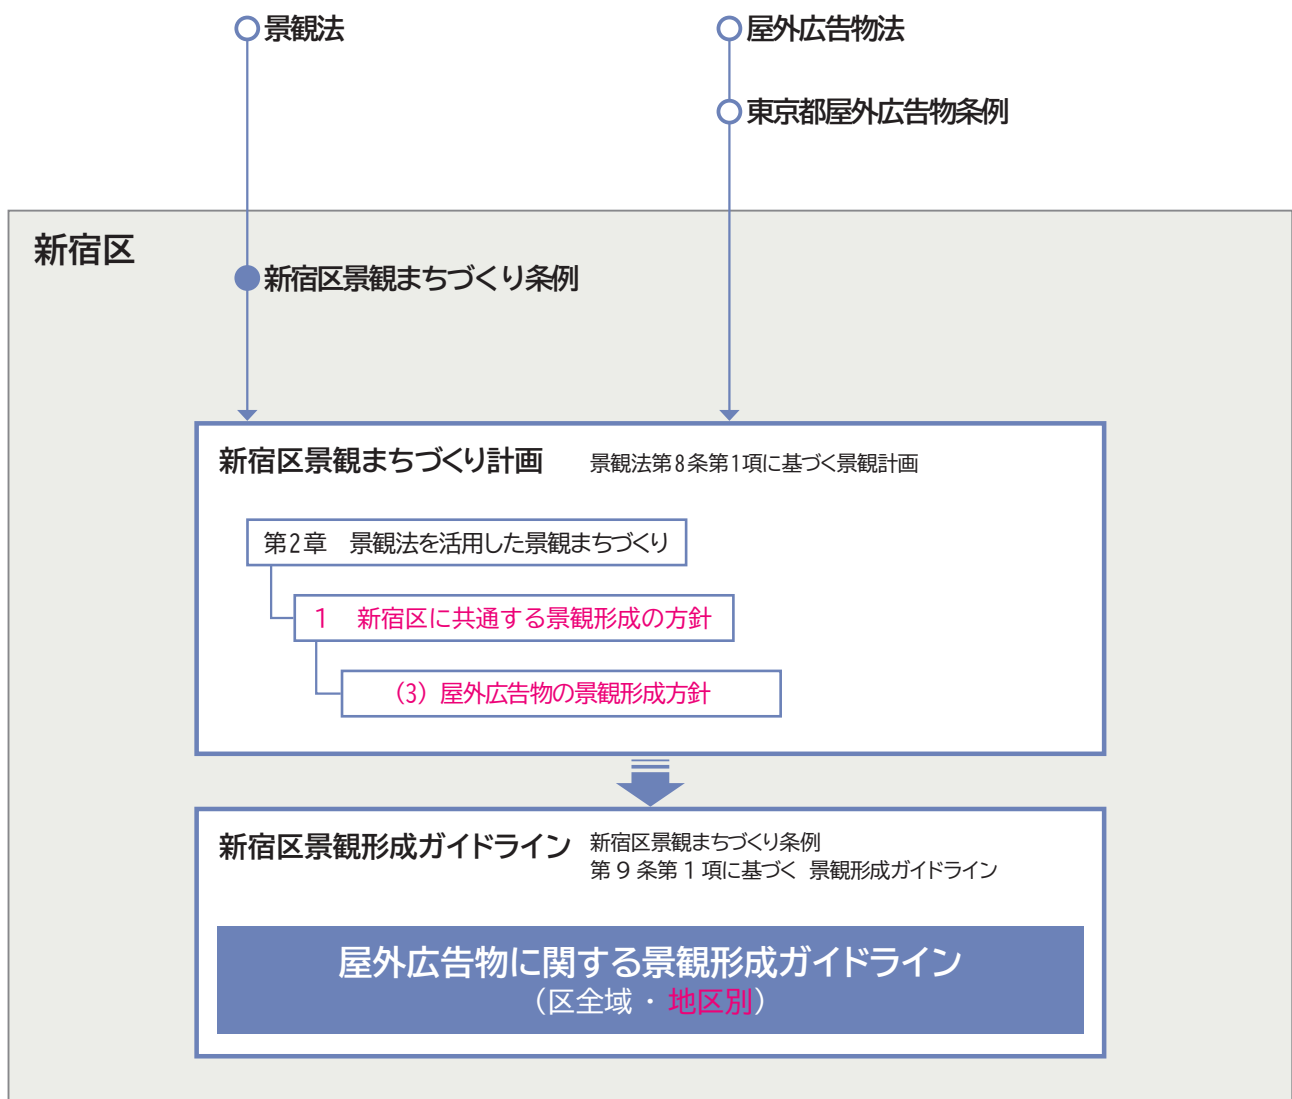 景観法
屋外広告物法
東京都屋外広告物条例
新宿区
新宿区景観まちづくり条例
新宿区景観まちづくり計画 景観法第8条第1項に基づく景観計画
第2章 景観法を活用した景観まちづくり
1 新宿区に共通する景観形成の方針
(3) 屋外広告物の景観形成方針
新宿区景観形成ガイドライン
新宿区景観まちづくり条例
第9条第1項に基づく 景観形成ガイドライン
屋外広告物に関する景観形成ガイドライン
(区全域・地区別)